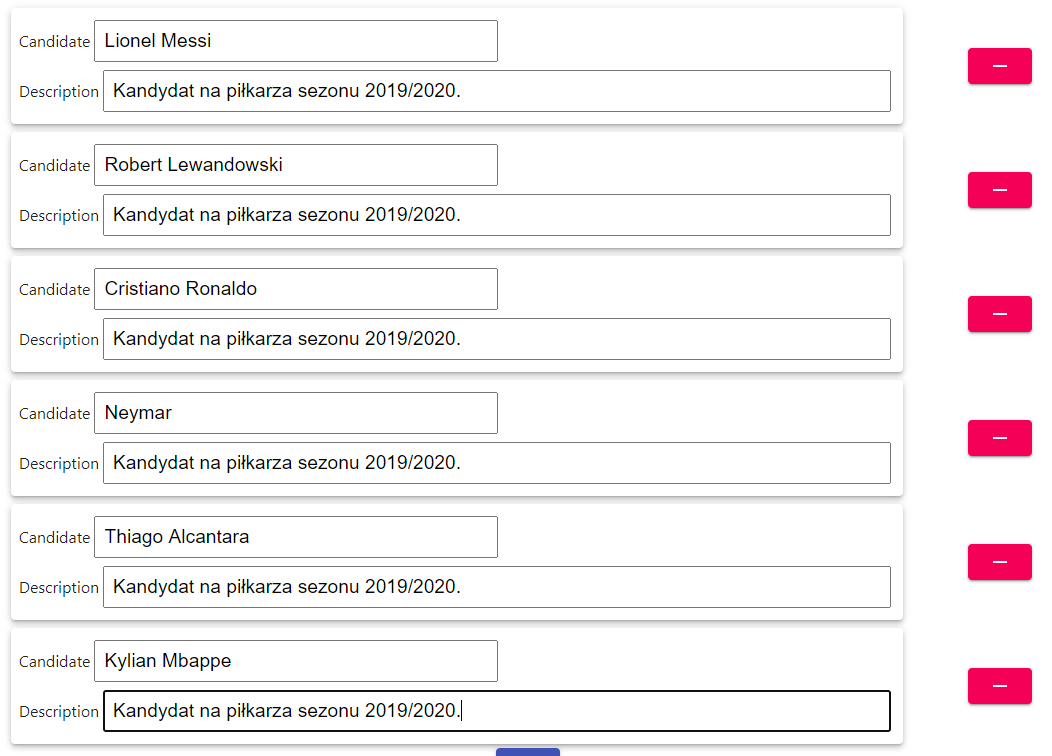 Candidate Lionel Messi
Description Kandydat na piłkarza sezonu 2019/2020.
Candidate Robert Lewandowski
Description Kandydat na piłkarza sezonu 2019/2020.
Candidate Cristiano Ronaldo
Description Kandydat na piłkarza sezonu 2019/2020.
Candidate Neymar
Description Kandydat na piłkarza sezonu 2019/2020.
Candidate Thiago Alcantara
Description Kandydat na piłkarza sezonu 2019/2020.
Candidate Kylian Mbappe
Description Kandydat na piłkarza sezonu 2019/2020.